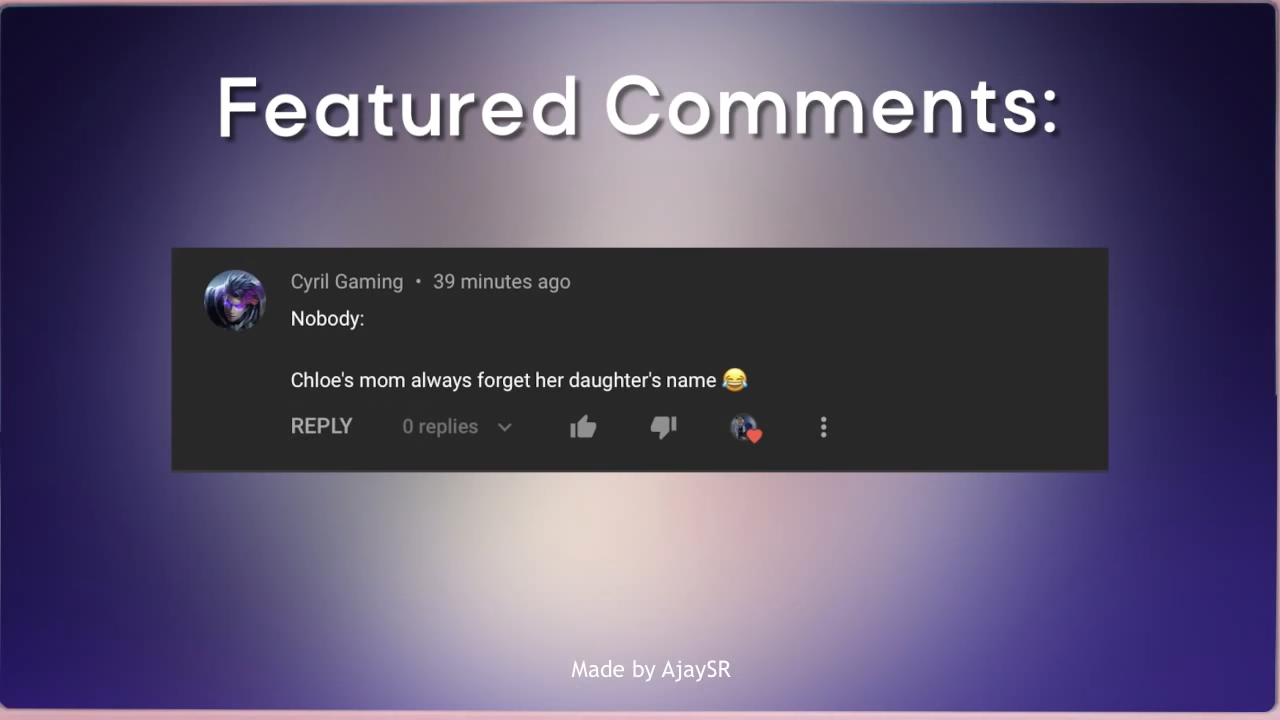 Featured Comments:
Cyril Gaming • 39 minutes ago
Nobody:
Chloe's mom always forget her daughter's name 😂
REPLY 0 replies
Made by AjaySR